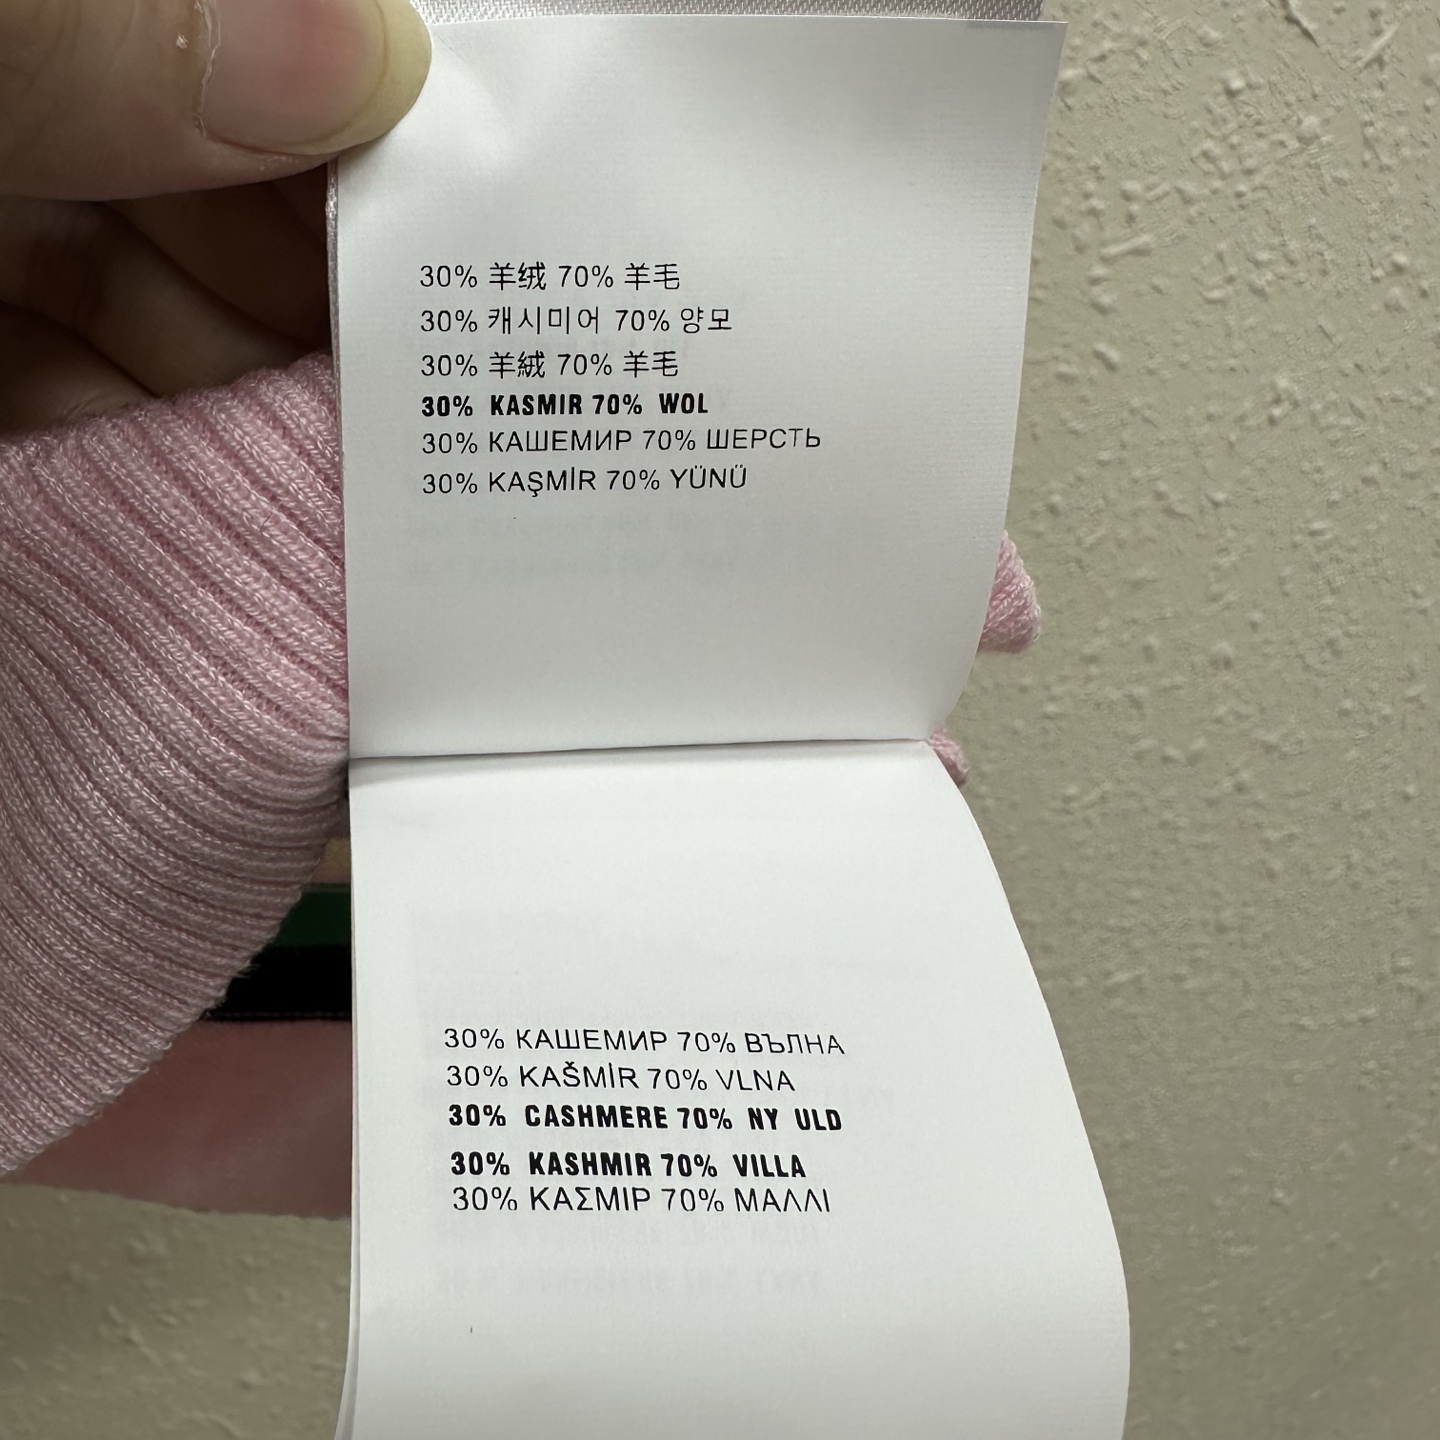 30% 羊绒 70% 羊毛
30% 캐시미어 70% 양모
30% 羊絨 70% 羊毛
30% KASMIR 70% WOL
30% КАШЕМИР 70% ШЕРСТЬ
30% KAŞMİR 70% YÜNÜ
30% КАШЕМИР 70% ВЪЛНА
30% KAŠMİR 70% VLNA
30% CASHMERE 70% NY ULD
30% KASHMIR 70% VILLA
30% ΚΑΣΜΙΡ 70% ΜΑΛΛΙ